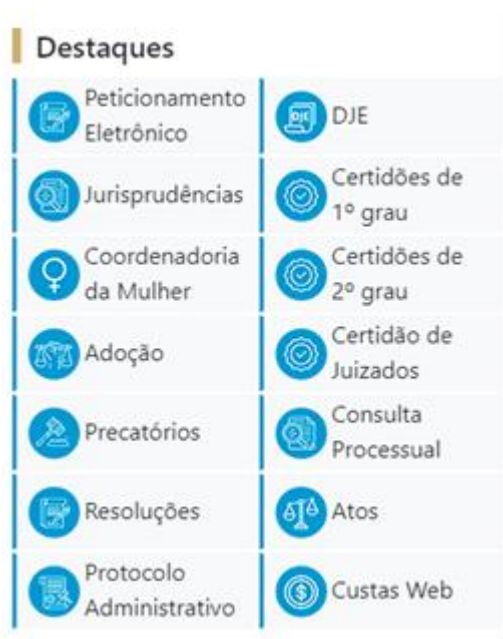 Destaques
Peticionamento
Eletrônico
DJE
Jurisprudências
Certidões de
1º grau
Coordenadoria
da Mulher
Certidões de
2º grau
Adoção
Certidão de
Juizados
Precatórios
Consulta
Processual
Resoluções
Atos
Protocolo
Administrativo
Custas Web